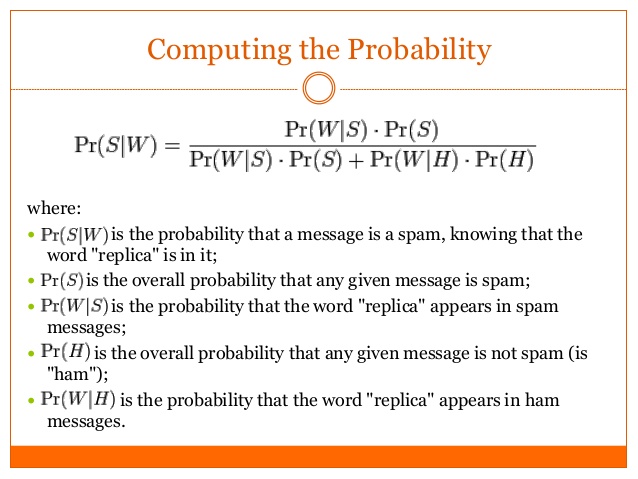 Computing the Probability
Pr(S|W) = Pr(W|S) · Pr(S) / Pr(W|S) · Pr(S) + Pr(W|H) · Pr(H)
where:
• Pr(S|W) is the probability that a message is a spam, knowing that the
word "replica" is in it;
• Pr(S) is the overall probability that any given message is spam;
• Pr(W|S) is the probability that the word "replica" appears in spam
messages;
• Pr(H) is the overall probability that any given message is not spam (is
"ham");
• Pr(W|H) is the probability that the word "replica" appears in ham
messages.